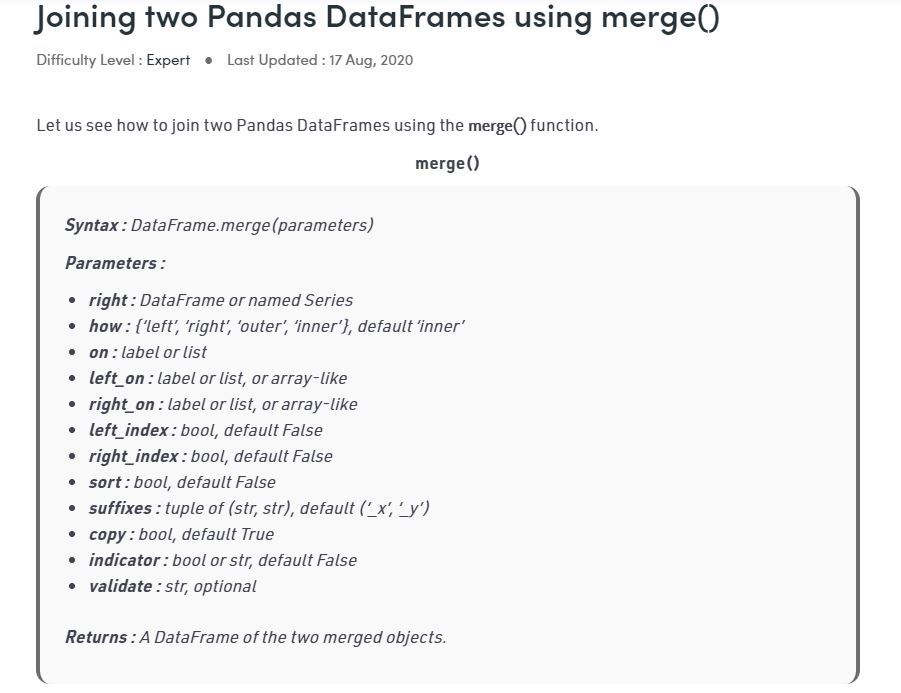 Joining two Pandas DataFrames using merge()
Difficulty Level : Expert ● Last Updated : 17 Aug, 2020
Let us see how to join two Pandas DataFrames using the merge() function.
merge()
Syntax : DataFrame.merge(parameters)
Parameters :
• right : DataFrame or named Series
• how : {‘left’, ‘right’, ‘outer’, ‘inner’}, default ‘inner’
• on : label or list
• left_on : label or list, or array-like
• right_on : label or list, or array-like
• left_index : bool, default False
• right_index : bool, default False
• sort : bool, default False
• suffixes : tuple of (str, str), default (‘_x’, ‘_y’)
• copy : bool, default True
• indicator : bool or str, default False
• validate : str, optional
Returns : A DataFrame of the two merged objects.